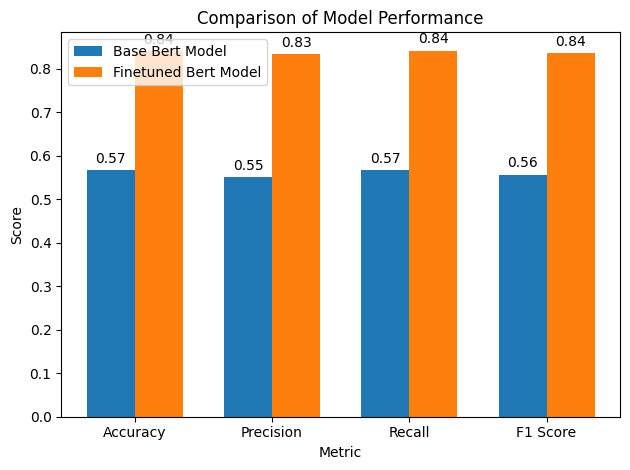 Comparison of Model Performance
Base Bert Model
Finetuned Bert Model
0.84
0.83
0.84
0.84
0.57
0.55
0.57
0.56
Score
0.8
0.7
0.6
0.5
0.4
0.3
0.2
0.1
0.0
Accuracy
Precision
Recall
F1 Score
Metric